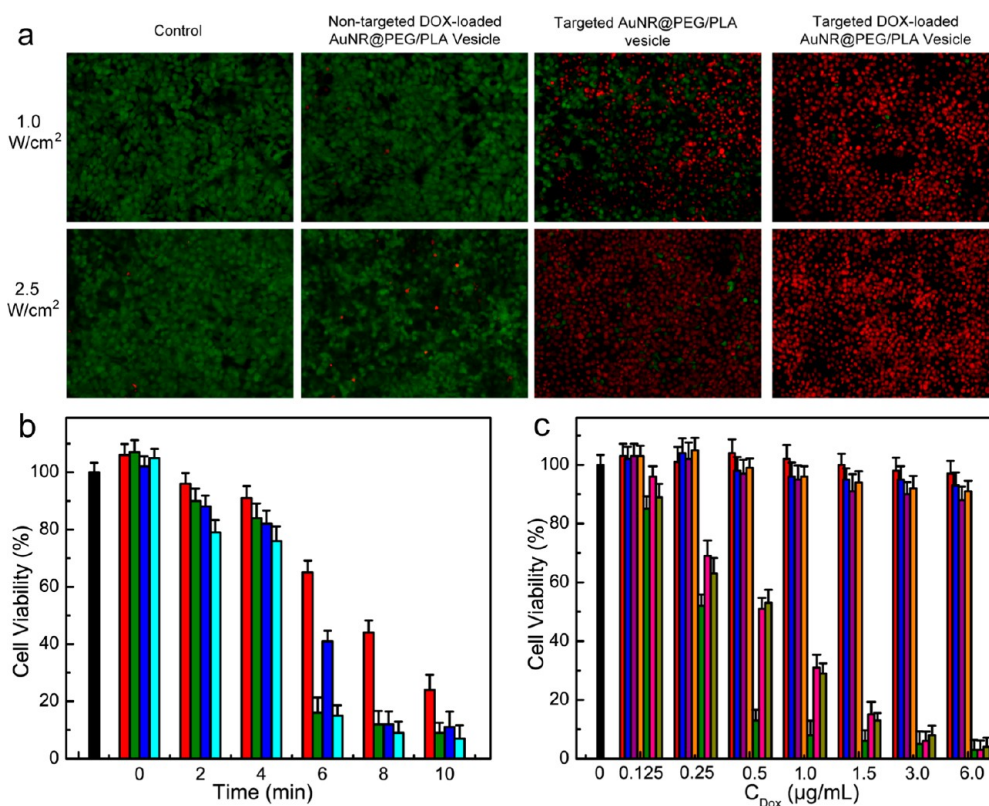 a
Control
Non-targeted DOX-loaded
AuNR@PEG/PLA Vesicle
Targeted AuNR@PEG/PLA
vesicle
Targeted DOX-loaded
AuNR@PEG/PLA Vesicle
1.0
W/cm²
2.5
W/cm²
b
100
80
60
40
20
0
Cell Viability (%)
0 2 4 6 8 10
Time (min)
c
100
80
60
40
20
0
Cell Viability (%)
0 0.125 0.25 0.5 1.0 1.5 3.0 6.0
C_Dox (μg/mL)